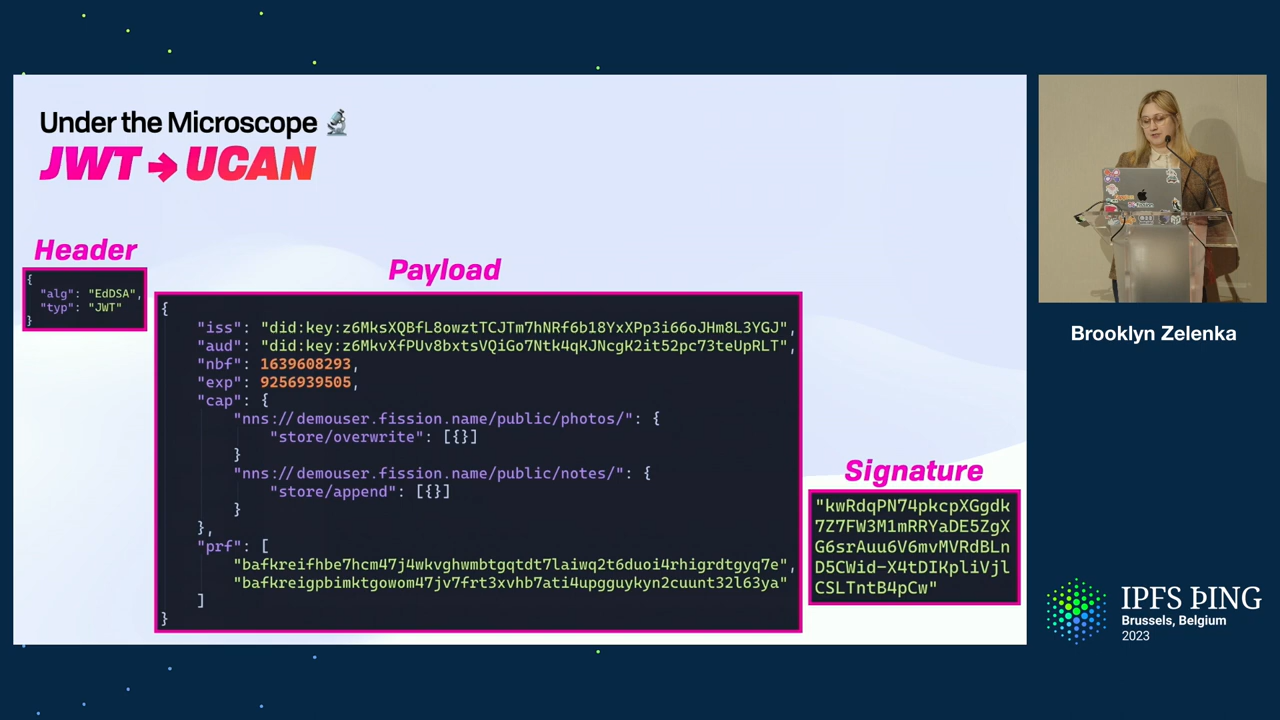 Under the Microscope 🔬
JWT → UCAN
Header
{
"alg": "EdDSA",
"typ": "JWT"
}
Payload
{
"iss": "did:key:z6MksXQBfL8owztTCJTm7hNRf6b18YxXPp3i66oJHm8L3YGJ",
"aud": "did:key:z6MkvXfPUv8bxtsVQiGo7Ntk4qKJNcgK2it52pc73teUpRLT",
"nbf": 1639608293,
"exp": 9256939505,
"cap": {
"nns://demouser.fission.name/public/photos/": {
"store/overwrite": [{}]
}
"nns://demouser.fission.name/public/notes/": {
"store/append": [{}]
}
},
"prf": [
"bafkreifhbe7hcm47j4wkvghwmbtgqtdt7laiwq2t6duoi4rhigrdtgyq7e",
"bafkreigpbimktgowom47jv7frt3xvhb7ati4upgguykyn2cuunt32l63ya"
]
}
Signature
"kwRdqPN74pkcpXGgdk
7Z7FW3M1mRRYaDE5ZgX
G6srAuu6V6mvMVRdBLn
D5CWid-X4tDIKpliVjl
CSLTntB4pCw"
Brooklyn Zelenka
IPFS ÞING
Brussels, Belgium
2023